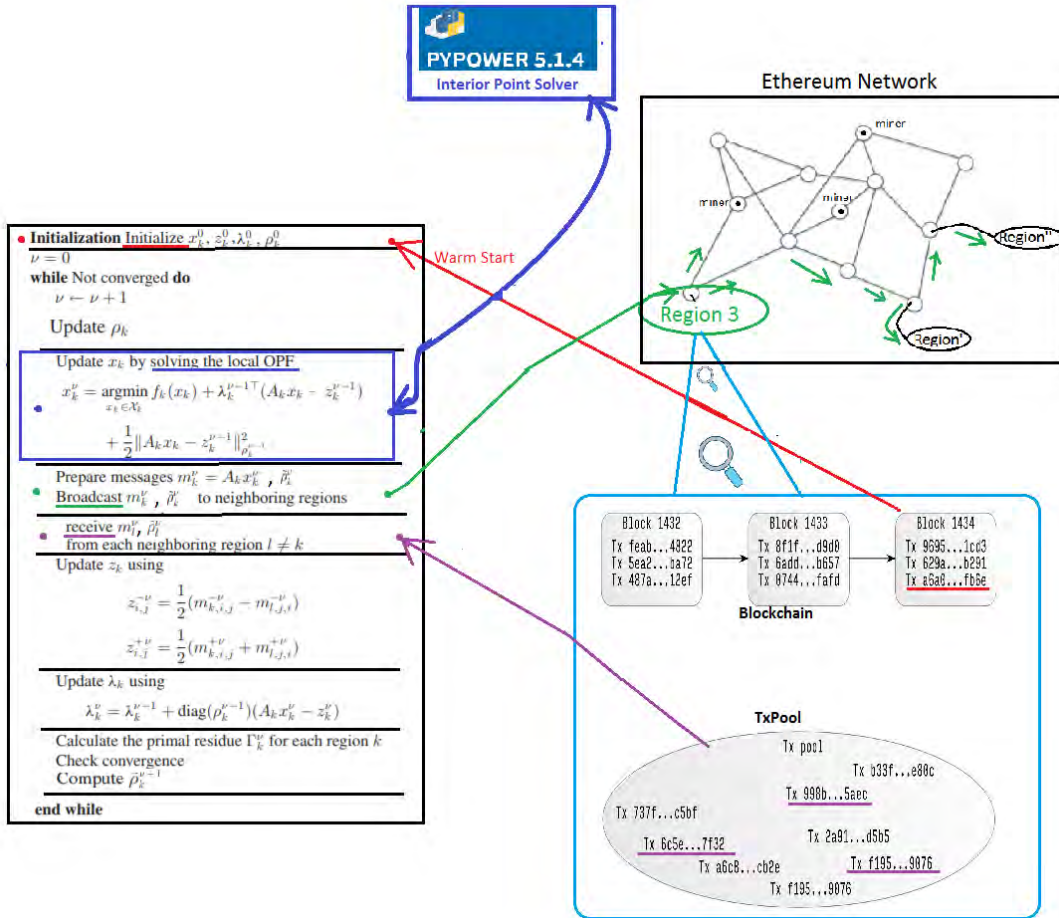 PYPOWER 5.1.4
Interior Point Solver
Ethereum Network
miner
miner
miner
Region"
Region'
Region 3
Warm Start
Initialization Initialize x_k^0, z_k^0, λ_k^0, ρ_k^0
ν = 0
while Not converged do
ν ← ν + 1
Update ρ_k
Update x_k by solving the local OPF
x_k^ν = argmin_{x_k∈X_k} f_k(x_k) + λ_k^{ν−1⊤}(A_k x_k - z_k^{ν−1})
+ 1/2 ‖A_k x_k − z_k^{ν−1}‖²_{ρ_k^{ν−1}}
Prepare messages m_k^ν = A_k x_k^ν , ρ̃_k^ν
Broadcast m_k^ν , ρ̃_k^ν to neighboring regions
receive m_l^ν, ρ̃_l^ν
from each neighboring region l ≠ k
Update z_k using
z_{i,j}^{−ν} = 1/2 (m_{k,i,j}^{−ν} − m_{l,j,i}^{−ν})
z_{i,j}^{+ν} = 1/2 (m_{k,i,j}^{+ν} + m_{l,j,i}^{+ν})
Update λ_k using
λ_k^ν = λ_k^{ν−1} + diag(ρ_k^{ν−1})(A_k x_k^ν − z_k^ν)
Calculate the primal residue Γ_k^ν for each region k
Check convergence
Compute ρ̃_k^{ν+1}
end while
Block 1432
Tx feab...4822
Tx 5ea2...ba72
Tx 487a...12ef
Block 1433
Tx 8f1f...d9d0
Tx 6add...b657
Tx 0744...fafd
Block 1434
Tx 9695...1cd3
Tx 629a...b291
Tx a6a0...fb6e
Blockchain
TxPool
Tx pool
Tx b33f...e80c
Tx 998b...5aec
Tx 737f...c5bf
Tx 2a91...d5b5
Tx 6c5e...7f32
Tx a6c8...cb2e
Tx f195...9076
Tx f195...9076